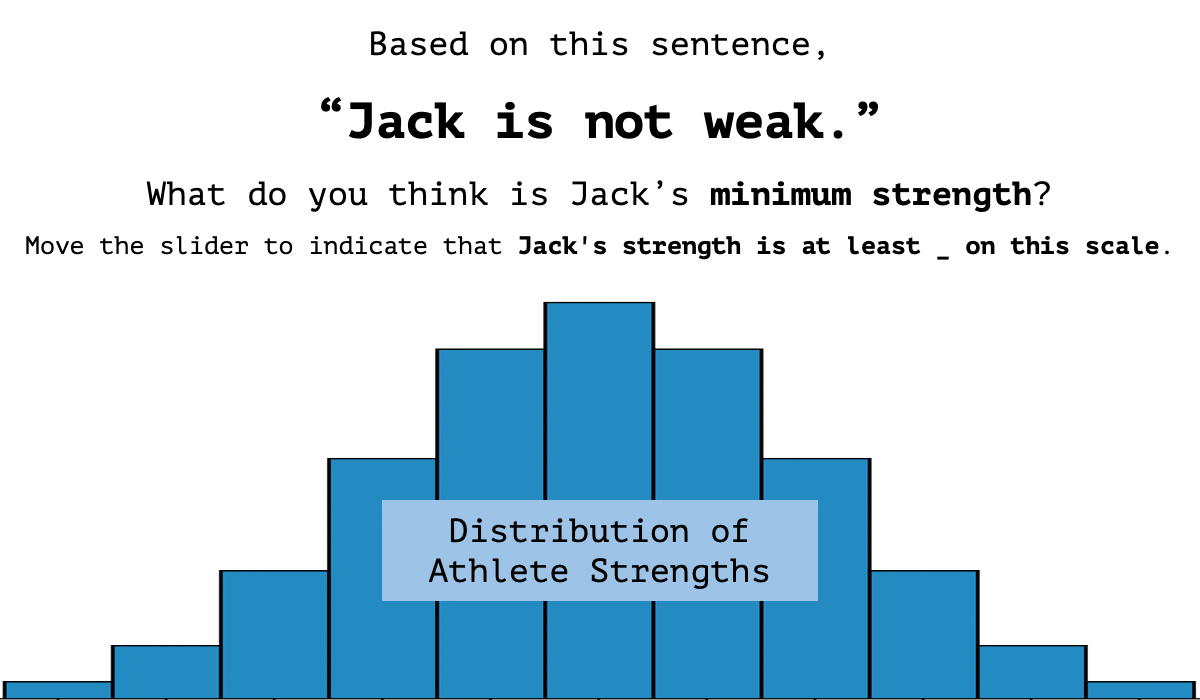 Based on this sentence,
“Jack is not weak.”
What do you think is Jack’s minimum strength?
Move the slider to indicate that Jack's strength is at least _ on this scale.
Distribution of
Athlete Strengths